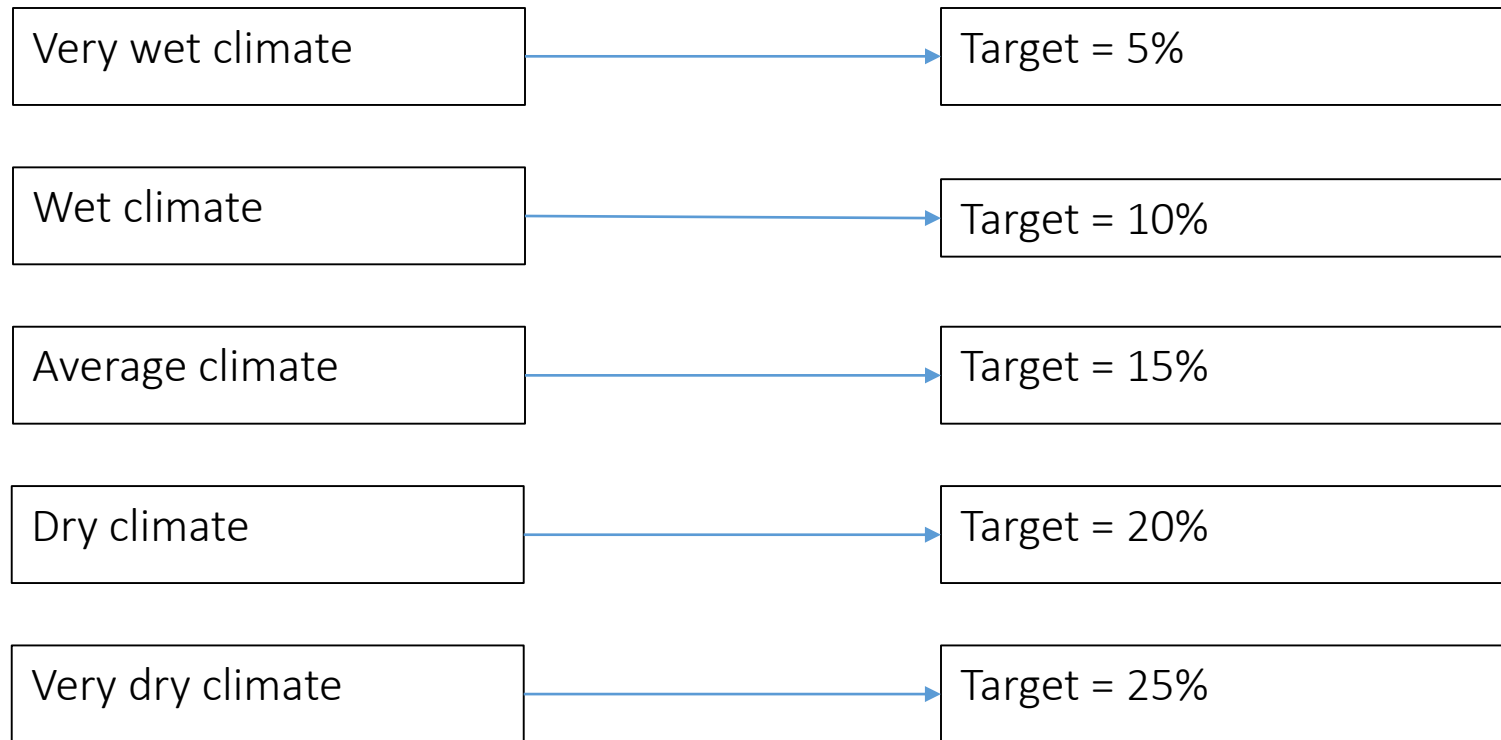 Very wet climate
Target = 5%
Wet climate
Target = 10%
Average climate
Target = 15%
Dry climate
Target = 20%
Very dry climate
Target = 25%